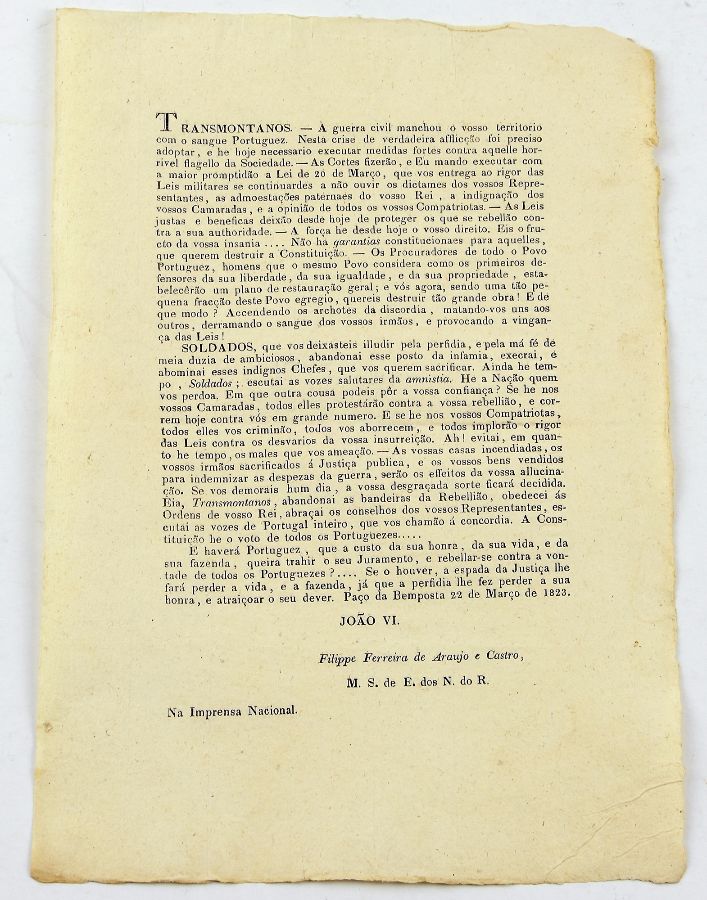 TRANSMONTANOS. — A guerra civil manchou o vosso territorio
com o sangue Portuguez. Nesta crise de verdadeira afflicção foi preciso
adoptar, e he hoje necessario executar medidas fortes contra aquelle hor-
rivel flagello da Sociedade. — As Cortes fizerão, e Eu mando executar com
a maior promptidão a Lei de 20 de Março, que vos entrega ao rigor das
Leis militares se continuardes a não ouvir os dictames dos vossos Repre-
sentantes, as admoestações paternaes do vosso Rei, a indignação dos
vossos Camaradas, e a opinião de todos os vossos Compatriotas. — As Leis
justas e beneficas deixão desde hoje de proteger os que se rebellão con-
tra a sua authoridade. — A força he desde hoje o vosso direito. Eis o fru-
cto da vossa insania .... Não ha garantias constitucionaes para aquelles,
que querem destruir a Constituição. — Os Procuradores de todo o Povo
Portuguez, homens que o mesmo Povo considera como os primeiros de-
fensores da sua liberdade, da sua igualdade, e da sua propriedade, esta-
belecêrão um plano de restauração geral; e vós agora, sendo uma tão pe-
quena fracção deste Povo egregio, quereis destruir tão grande obra! E de
que modo? Accendendo os archotes da discordia, matando-vos uns aos
outros, derramando o sangue dos vossos irmãos, e provocando a vingan-
ça das Leis!
SOLDADOS, que vos deixasteis illudir pela perfidia, e pela má fé de
meia duzia de ambiciosos, abandonai esse posto da infamia, execrai, e
abominai esses indignos Chefes, que vos querem sacrificar. Ainda he tem-
po, Soldados; escutai as vozes salutares da amnistia. He a Nação quem
vos perdoa. Em que outra cousa podeis pôr a vossa confiança? Se he nos
vossos Camaradas, todos elles protestárão contra a vossa rebellião, e cor-
rem hoje contra vós em grande numero. E se he nos vossos Compatriotas,
todos elles vos criminão, todos vos aborrecem, e todos implorão o rigor
das Leis contra os desvarios da vossa insurreição. Ah! evitai, em quan-
to he tempo, os males que vos ameação. — As vossas casas incendiadas, os
vossos irmãos sacrificados á Justiça publica, e os vossos bens vendidos
para indemnizar as despezas da guerra, serão os effeitos da vossa allucina-
ção. Se vos demorais hum dia, a vossa desgraçada sorte ficará decidida.
Eia, Transmontanos, abandonai as bandeiras da Rebellião, obedecei ás
Ordens de vosso Rei, abraçai os conselhos dos vossos Representantes, es-
cutai as vozes de Portugal inteiro, que vos chamão á concordia. A Cons-
tituição he o voto de todos os Portuguezes.....
E haverá Portuguez, que a custo da sua honra, da sua vida, e da
sua fazenda, queira trahir o seu Juramento, e rebellar-se contra a von-
tade de todos os Portuguezes?.... Se o houver, a espada da Justiça lhe
fará perder a vida, e a fazenda, já que a perfidia lhe fez perder a sua
honra, e atraiçoar o seu dever. Paço da Bemposta 22 de Março de 1823.
JOÃO VI.
Filippe Ferreira de Araujo e Castro,
M. S. de E. dos N. do R.
Na Imprensa Nacional.